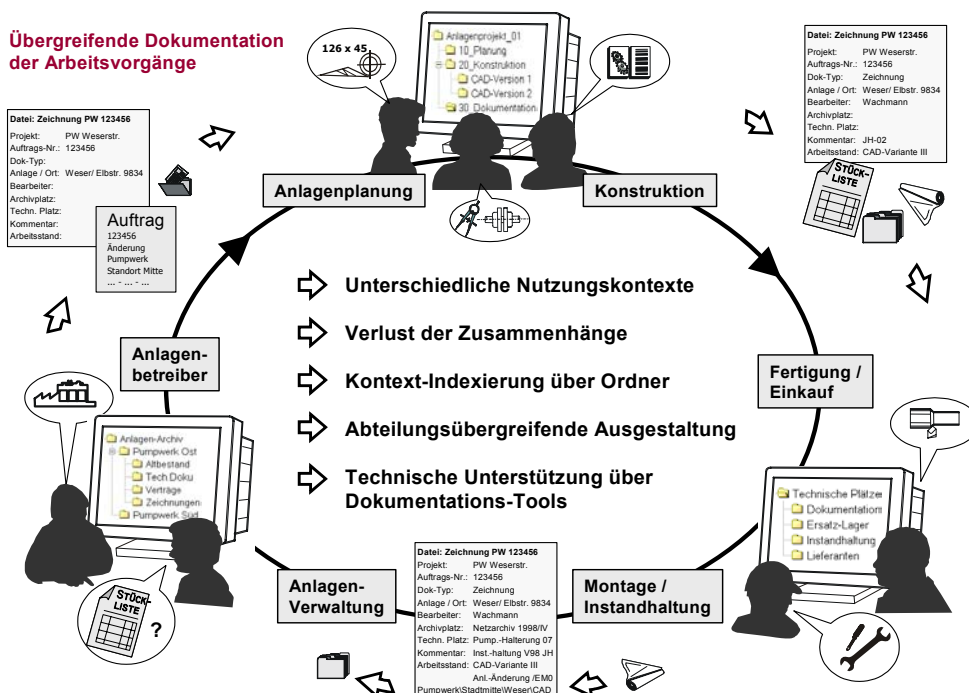 Übergreifende Dokumentation
der Arbeitsvorgänge
126 x 45
Anlagenprojekt_01
10_Planung
20_Konstruktion
CAD-Version 1
CAD-Version 2
30_Dokumentation
Datei: Zeichnung PW 123456
Projekt: PW Weserstr.
Auftrags-Nr.: 123456
Dok-Typ: Zeichnung
Anlage / Ort: Weser/ Elbstr. 9834
Bearbeiter: Wachmann
Archivplatz:
Techn. Platz:
Kommentar: JH-02
Arbeitsstand: CAD-Variante III
STÜCK-
LISTE
Datei: Zeichnung PW 123456
Projekt: PW Weserstr.
Auftrags-Nr.: 123456
Dok-Typ:
Anlage / Ort: Weser/ Elbstr. 9834
Bearbeiter:
Archivplatz:
Techn. Platz:
Kommentar:
Arbeitsstand:
Auftrag
123456
Änderung
Pumpwerk
Standort Mitte
... - ... - ...
Anlagenplanung
Konstruktion
Unterschiedliche Nutzungskontexte
Verlust der Zusammenhänge
Kontext-Indexierung über Ordner
Abteilungsübergreifende Ausgestaltung
Technische Unterstützung über
Dokumentations-Tools
Anlagen-
betreiber
Fertigung /
Einkauf
Anlagen-Archiv
Pumpwerk Ost
Altbestand
Tech.Doku
Verträge
Zeichnungen
Pumpwerk Süd
Technische Plätze
Dokumentation
Ersatz-Lager
Instandhaltung
Lieferanten
STÜCK-
LISTE
?
Anlagen-
Verwaltung
Montage /
Instandhaltung
Datei: Zeichnung PW 123456
Projekt: PW Weserstr.
Auftrags-Nr.: 123456
Dok-Typ: Zeichnung
Anlage / Ort: Weser/ Elbstr. 9834
Bearbeiter: Wachmann
Archivplatz: Netzarchiv 1998/IV
Techn. Platz: Pump.-Halterung 07
Kommentar: Inst.-haltung V98 JH
Arbeitsstand: CAD-Variante III
Anl.-Änderung /EM0
Pumpwerk\Stadtmitte\Weser\CAD